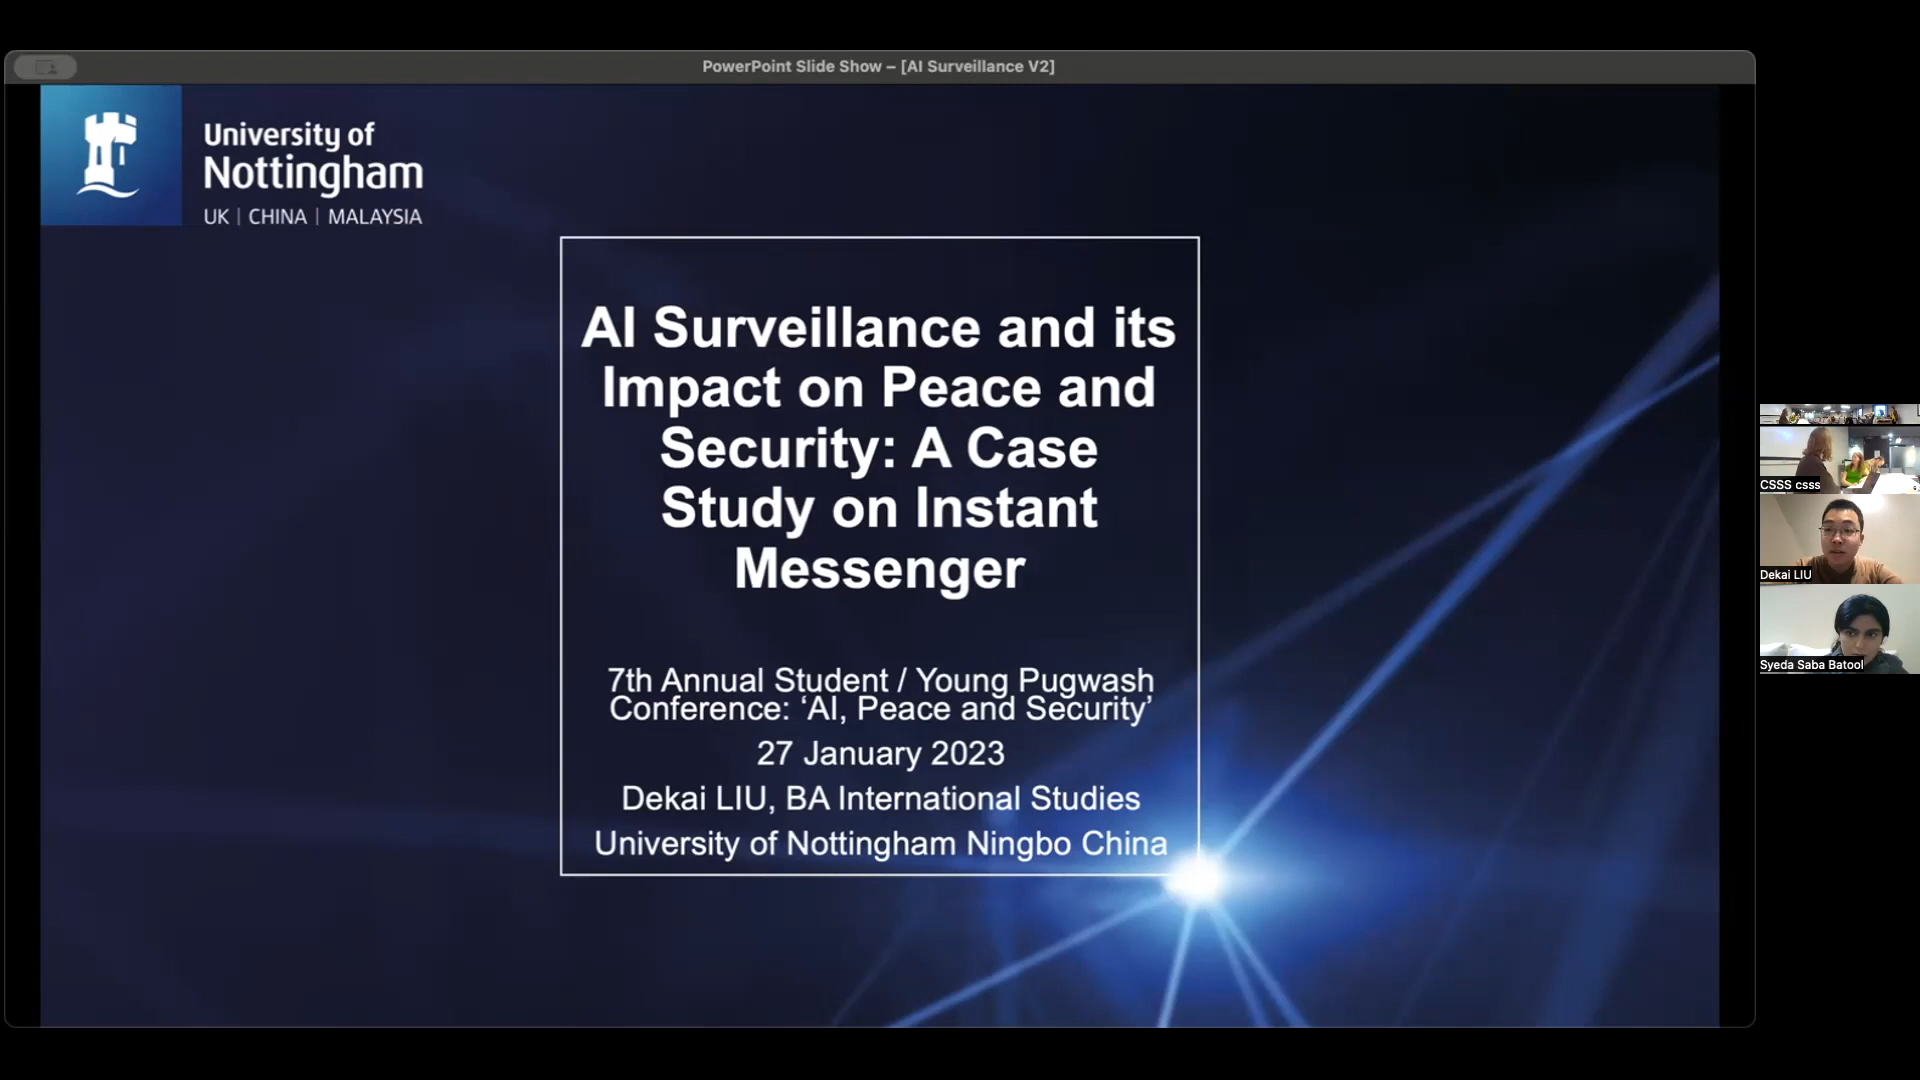 PowerPoint Slide Show – [AI Surveillance V2]
University of
Nottingham
UK | CHINA | MALAYSIA
AI Surveillance and its
Impact on Peace and
Security: A Case
Study on Instant
Messenger
7th Annual Student / Young Pugwash
Conference: ‘AI, Peace and Security’
27 January 2023
Dekai LIU, BA International Studies
University of Nottingham Ningbo China
CSSS csss
Dekai LIU
Syeda Saba Batool